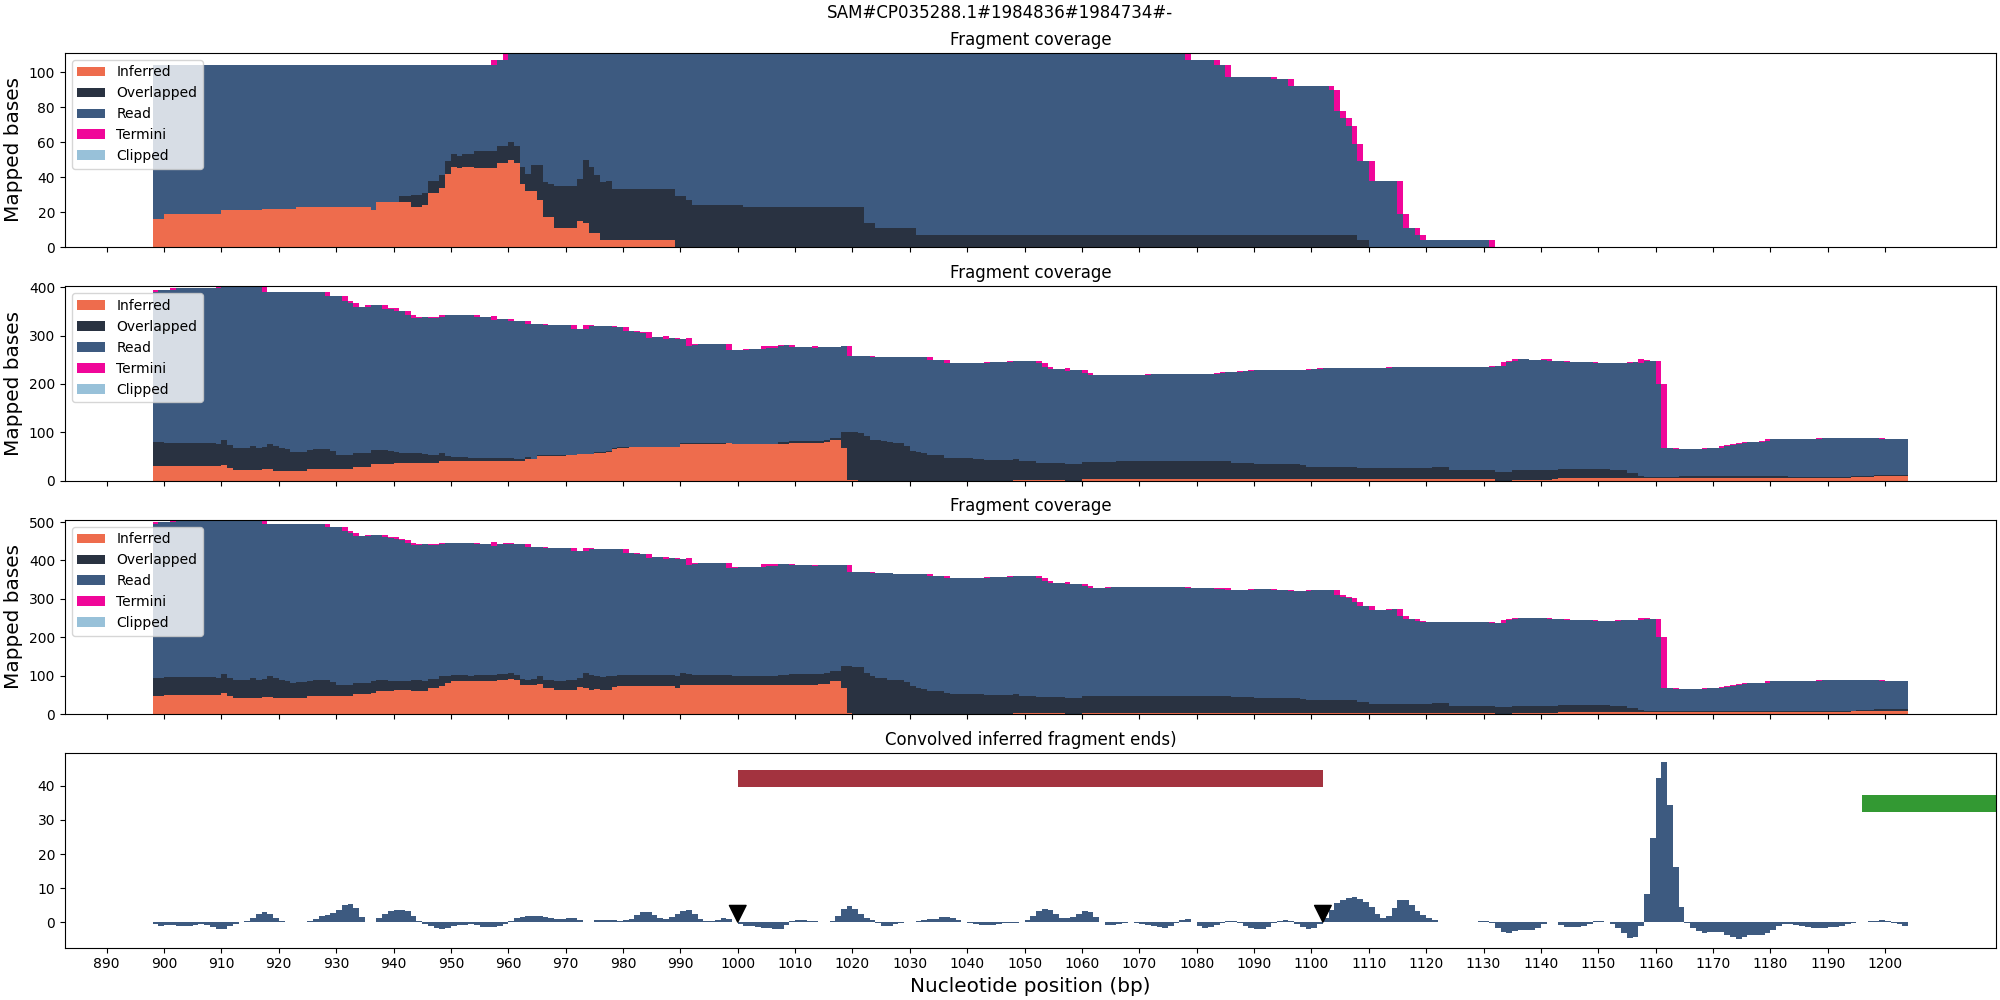 SAM#CP035288.1#1984836#1984734#-
Fragment coverage
Mapped bases
100
80
60
40
20
0
Inferred
Overlapped
Read
Termini
Clipped
Fragment coverage
Mapped bases
400
300
200
100
0
Inferred
Overlapped
Read
Termini
Clipped
Fragment coverage
Mapped bases
500
400
300
200
100
0
Inferred
Overlapped
Read
Termini
Clipped
Convolved inferred fragment ends)
40
30
20
10
0
890 900 910 920 930 940 950 960 970 980 990 1000 1010 1020 1030 1040 1050 1060 1070 1080 1090 1100 1110 1120 1130 1140 1150 1160 1170 1180 1190 1200
Nucleotide position (bp)